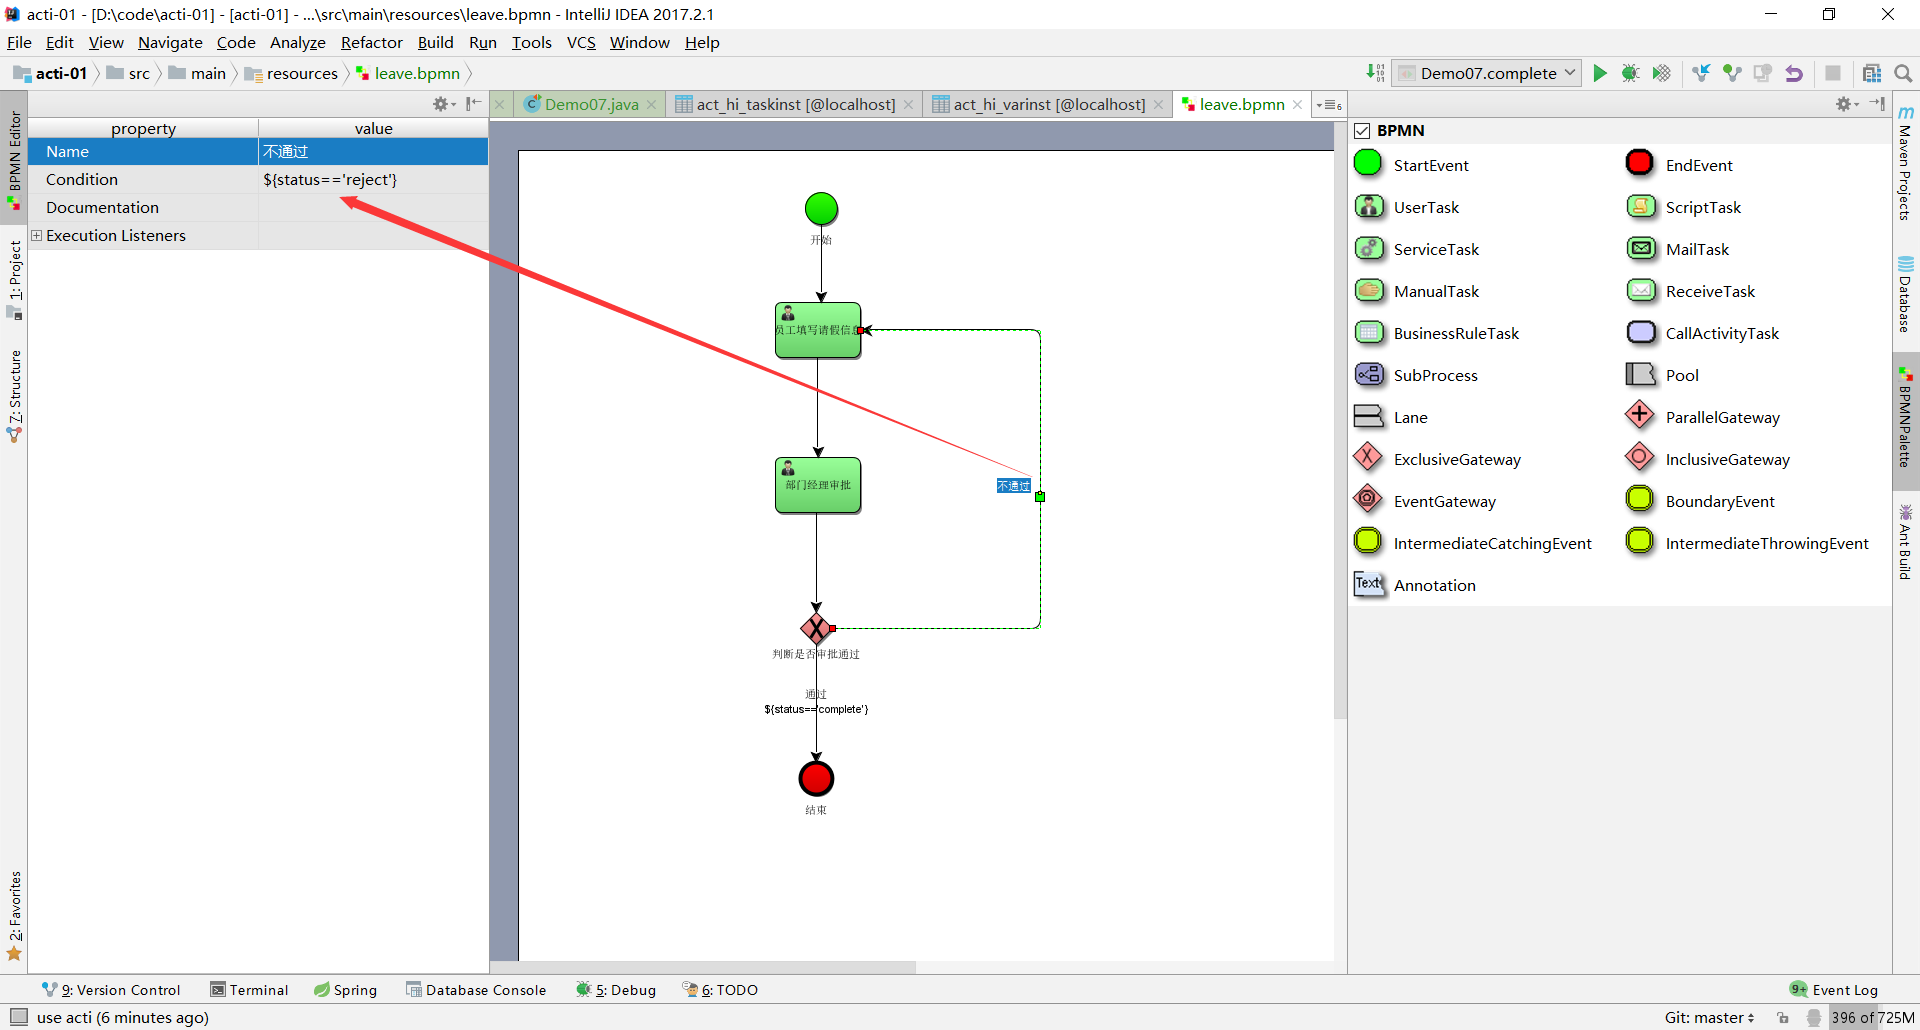 acti-01 - [D:\code\acti-01] - [acti-01] - ...\src\main\resources\leave.bpmn - IntelliJ IDEA 2017.2.1
File Edit View Navigate Code Analyze Refactor Build Run Tools VCS Window Help
acti-01 src main resources leave.bpmn
Demo07.complete
Demo07.java
act_hi_taskinst [@localhost]
act_hi_varinst [@localhost]
leave.bpmn
6
BPMN Editor
1: Project
7: Structure
2: Favorites
property value
Name 不通过
Condition ${status=='reject'}
Documentation
Execution Listeners
开始
员工填写请假信息
部门经理审批
不通过
判断是否审批通过
通过
${status=='complete'}
结束
BPMN
StartEvent EndEvent
UserTask ScriptTask
ServiceTask MailTask
ManualTask ReceiveTask
BusinessRuleTask CallActivityTask
SubProcess Pool
Lane ParallelGateway
ExclusiveGateway InclusiveGateway
EventGateway BoundaryEvent
IntermediateCatchingEvent IntermediateThrowingEvent
Text Annotation
Maven Projects
Database
BPMNPalette
Ant Build
9: Version Control Terminal Spring Database Console 5: Debug 6: TODO
9+ Event Log
use acti (6 minutes ago)
Git: master
396 of 725M